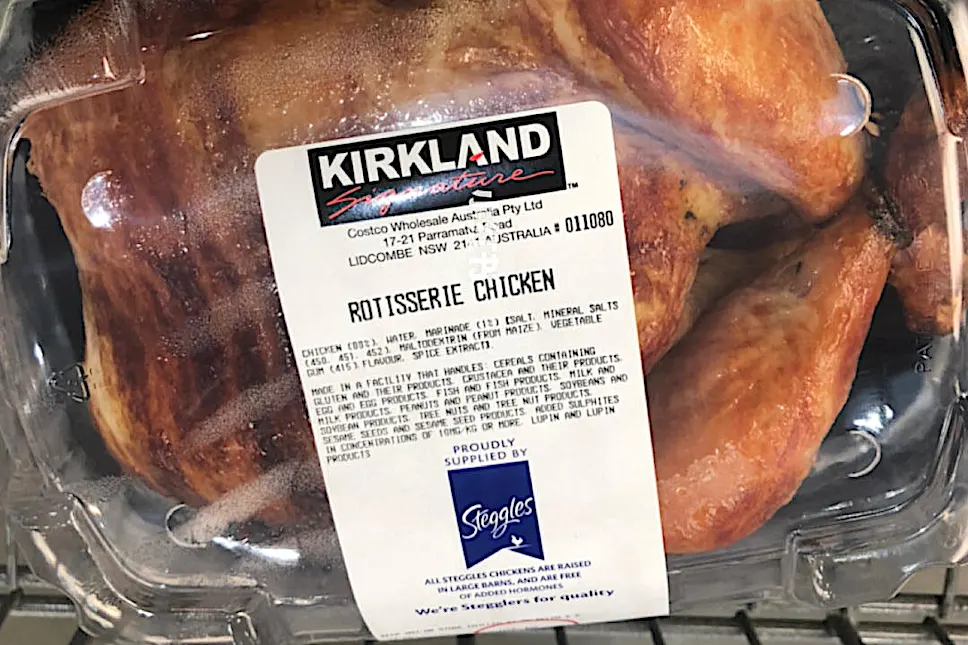 KIRKLAND
Signature™
Costco Wholesale Australia Pty Ltd
17-21 Parramatta Road
LIDCOMBE NSW AUSTRALIA # 011080
ROTISSERIE CHICKEN
CHICKEN WATER, MARINADE (1%) [SALT, MINERAL SALTS
(450, 451, 452), MALTODEXTRIN (FROM MAIZE), VEGETABLE
GUM (415) FLAVOUR, SPICE EXTRACT].
MADE IN A FACILITY THAT HANDLES: CEREALS CONTAINING
GLUTEN AND THEIR PRODUCTS, CRUSTACEA AND THEIR PRODUCTS,
EGG AND EGG PRODUCTS, FISH AND FISH PRODUCTS, MILK AND
MILK PRODUCTS, PEANUTS AND PEANUT PRODUCTS, SOYBEANS AND
SOYBEAN PRODUCTS, TREE NUTS AND TREE NUT PRODUCTS,
SESAME SEEDS AND SESAME SEED PRODUCTS, ADDED SULPHITES
IN CONCENTRATIONS OF 10MG/KG OR MORE, LUPIN AND LUPIN
PRODUCTS
PROUDLY
SUPPLIED BY
Steggles
ALL STEGGLES CHICKENS ARE RAISED
IN LARGE BARNS, AND ARE FREE
OF ADDED HORMONES
We're Stegglers for quality